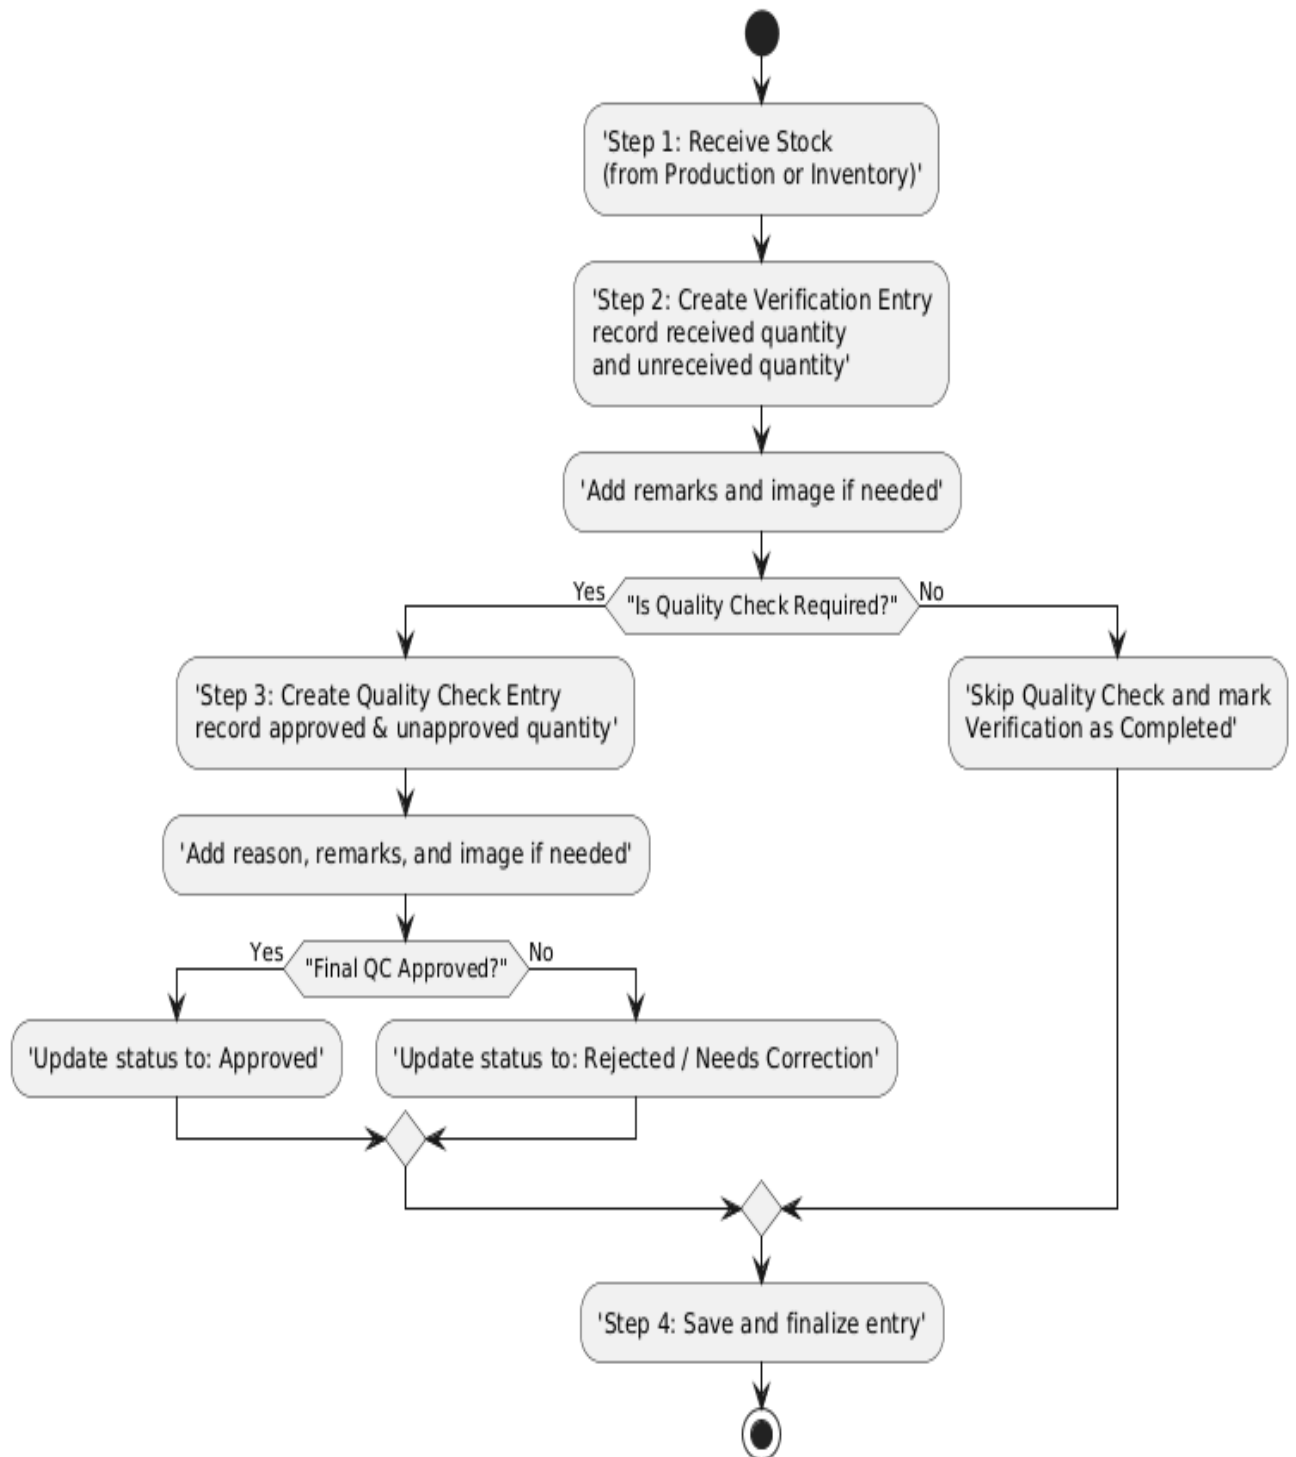 'Step 1: Receive Stock
(from Production or Inventory)'
'Step 2: Create Verification Entry
record received quantity
and unreceived quantity'
'Add remarks and image if needed'
Yes
"Is Quality Check Required?"
No
'Step 3: Create Quality Check Entry
record approved & unapproved quantity'
'Skip Quality Check and mark
Verification as Completed'
'Add reason, remarks, and image if needed'
Yes
"Final QC Approved?"
No
'Update status to: Approved'
'Update status to: Rejected / Needs Correction'
'Step 4: Save and finalize entry'